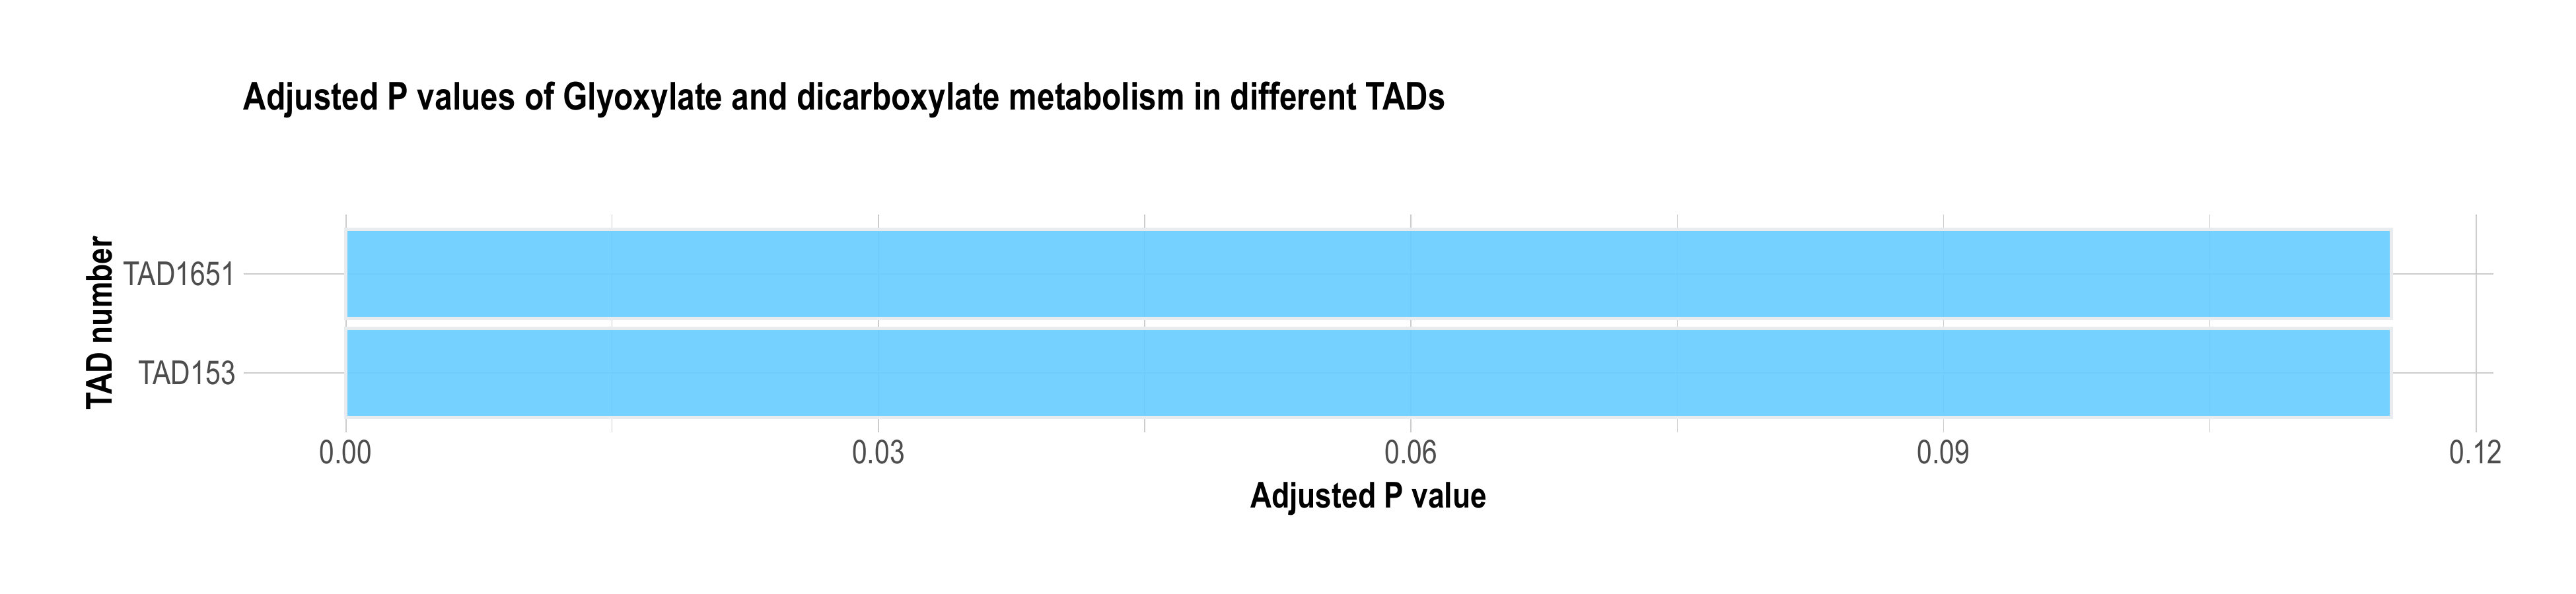 Adjusted P values of Glyoxylate and dicarboxylate metabolism in different TADs
TAD number
TAD1651
TAD153
0.00 0.03 0.06 0.09 0.12
Adjusted P value